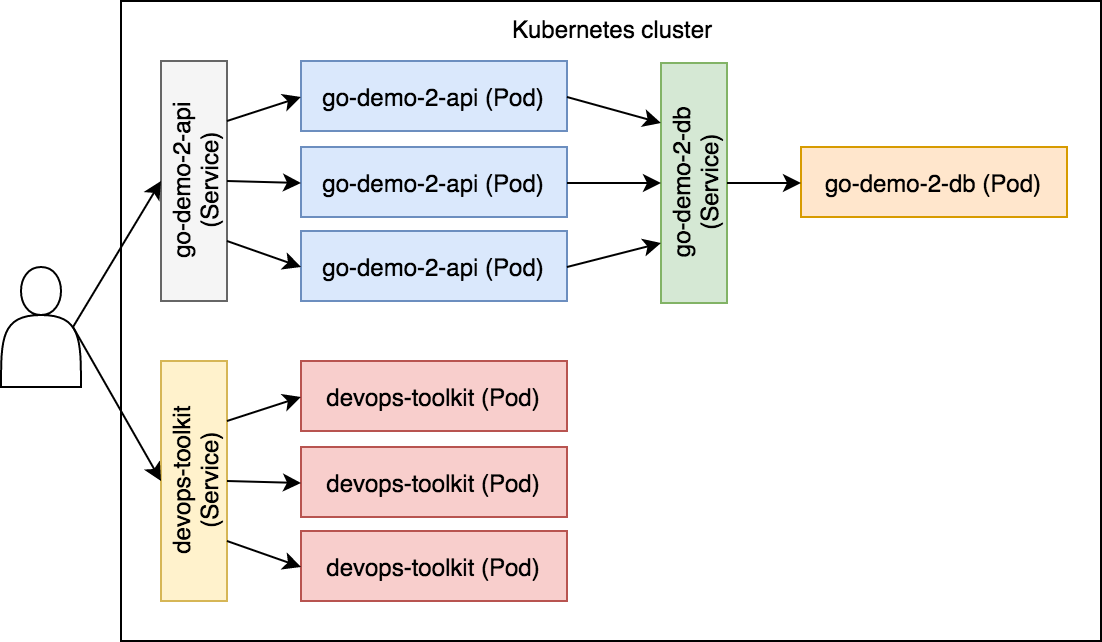 Kubernetes cluster
go-demo-2-api
(Service)
go-demo-2-api (Pod)
go-demo-2-api (Pod)
go-demo-2-api (Pod)
go-demo-2-db
(Service)
go-demo-2-db (Pod)
devops-toolkit
(Service)
devops-toolkit (Pod)
devops-toolkit (Pod)
devops-toolkit (Pod)